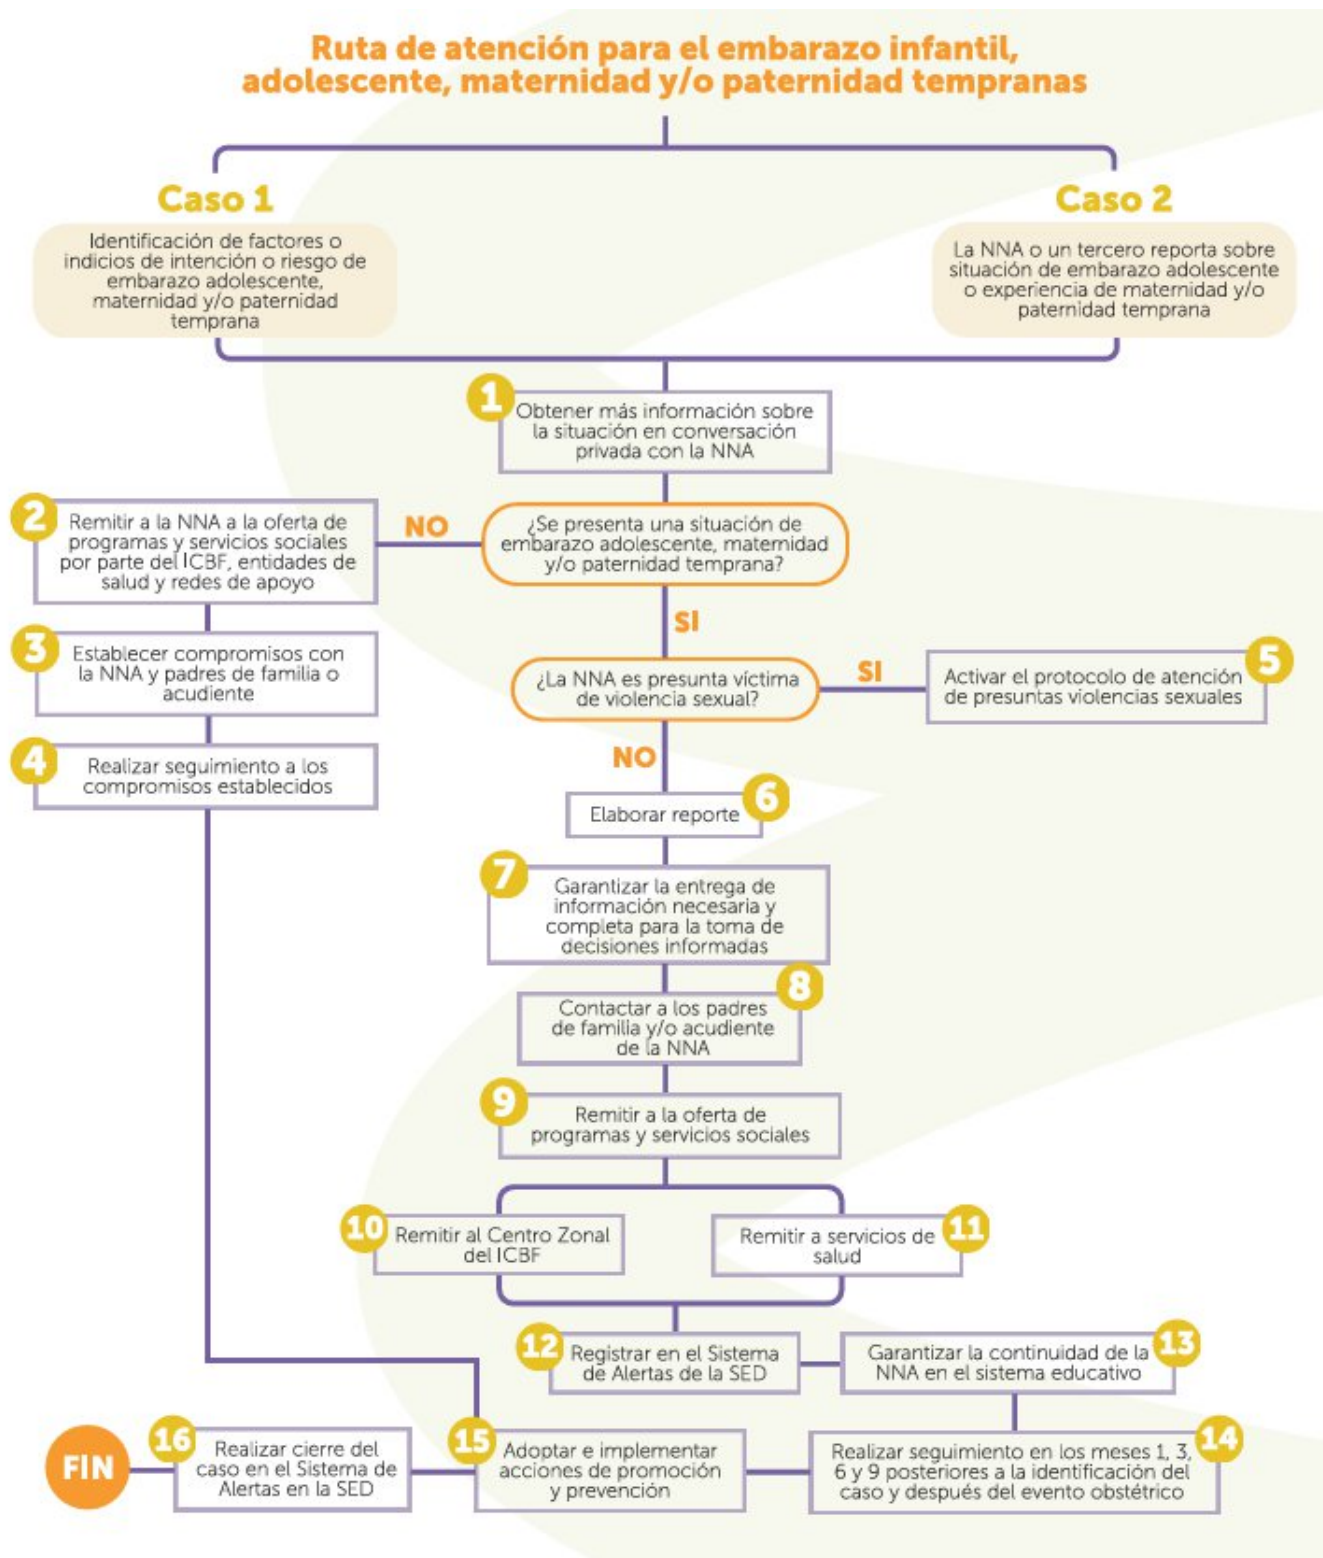 Ruta de atención para el embarazo infantil,
adolescente, maternidad y/o paternidad tempranas
Caso 1
Identificación de factores o
indicios de intención o riesgo de
embarazo adolescente,
maternidad y/o paternidad
temprana
Caso 2
La NNA o un tercero reporta sobre
situación de embarazo adolescente
o experiencia de maternidad y/o
paternidad temprana
1
Obtener más información sobre
la situación en conversación
privada con la NNA
¿Se presenta una situación de
embarazo adolescente, maternidad
y/o paternidad temprana?
NO
2
Remitir a la NNA a la oferta de
programas y servicios sociales
por parte del ICBF, entidades de
salud y redes de apoyo
3
Establecer compromisos con
la NNA y padres de familia o
acudiente
4
Realizar seguimiento a los
compromisos establecidos
SI
¿La NNA es presunta víctima
de violencia sexual?
SI
5
Activar el protocolo de atención
de presuntas violencias sexuales
NO
6
Elaborar reporte
7
Garantizar la entrega de
información necesaria y
completa para la toma de
decisiones informadas
8
Contactar a los padres
de familia y/o acudiente
de la NNA
9
Remitir a la oferta de
programas y servicios sociales
10
Remitir al Centro Zonal
del ICBF
11
Remitir a servicios de
salud
12
Registrar en el Sistema
de Alertas de la SED
13
Garantizar la continuidad de la
NNA en el sistema educativo
14
Realizar seguimiento en los meses 1, 3,
6 y 9 posteriores a la identificación del
caso y después del evento obstétrico
15
Adoptar e implementar
acciones de promoción
y prevención
16
Realizar cierre del
caso en el Sistema de
Alertas en la SED
FIN